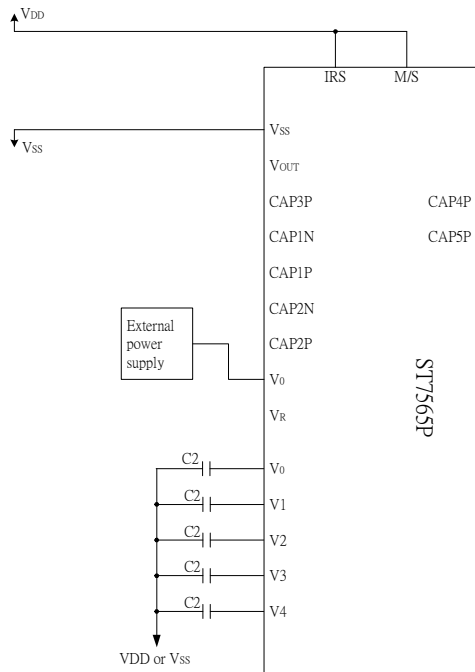 VDD
IRS M/S
VSS
VSS
VOUT
CAP3P CAP4P
CAP1N CAP5P
CAP1P
CAP2N
External
power
supply
CAP2P
V0
VR
ST7565P
C2 V0
C2 V1
C2 V2
C2 V3
C2 V4
VDD or VSS